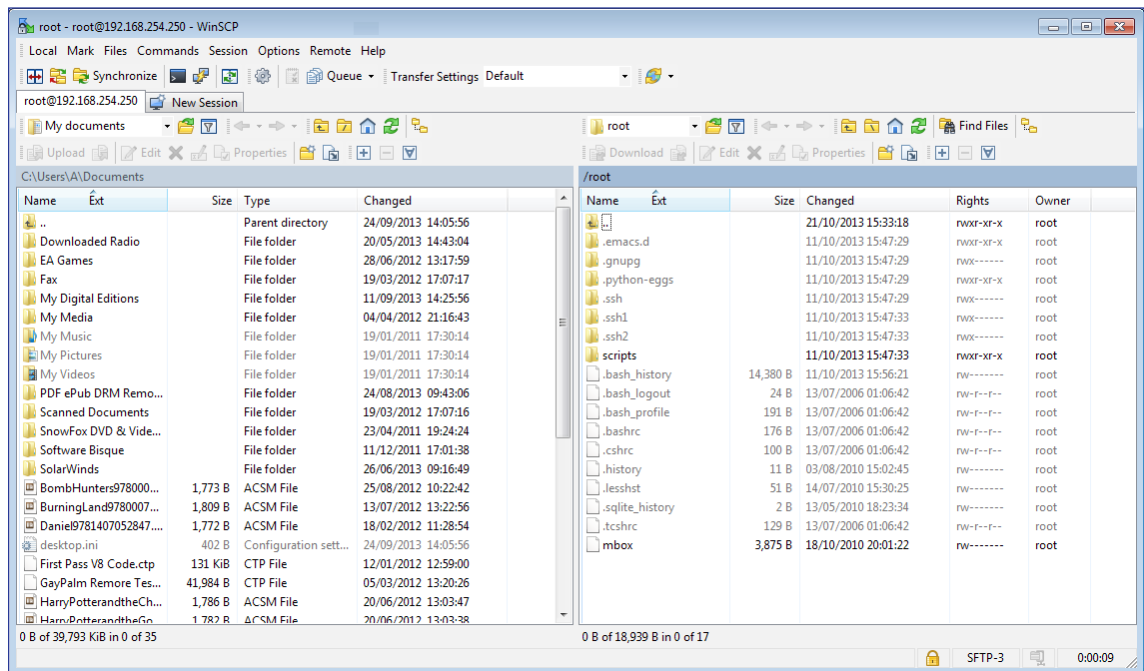 root - root@192.168.254.250 - WinSCP
Local Mark Files Commands Session Options Remote Help
Synchronize Queue Transfer Settings Default
root@192.168.254.250 New Session
My documents root Find Files
Upload Edit Properties Download Edit Properties
C:\Users\A\Documents /root
Name Ext Size Type Changed Name Ext Size Changed Rights Owner
.. Parent directory 24/09/2013 14:05:56 .. 21/10/2013 15:33:18 rwxr-xr-x root
Downloaded Radio File folder 20/05/2013 14:43:04 .emacs.d 11/10/2013 15:47:29 rwxr-xr-x root
EA Games File folder 28/06/2012 13:17:59 .gnupg 11/10/2013 15:47:29 rwx------ root
Fax File folder 19/03/2012 17:07:17 .python-eggs 11/10/2013 15:47:29 rwxr-xr-x root
My Digital Editions File folder 11/09/2013 14:25:56 .ssh 11/10/2013 15:47:29 rwx------ root
My Media File folder 04/04/2012 21:16:43 .ssh1 11/10/2013 15:47:33 rwx------ root
My Music File folder 19/01/2011 17:30:14 .ssh2 11/10/2013 15:47:33 rwx------ root
My Pictures File folder 19/01/2011 17:30:14 scripts 11/10/2013 15:47:33 rwxr-xr-x root
My Videos File folder 19/01/2011 17:30:14 .bash_history 14,380 B 11/10/2013 15:56:21 rw------- root
PDF ePub DRM Remo... File folder 24/08/2013 09:43:06 .bash_logout 24 B 13/07/2006 01:06:42 rw-r--r-- root
Scanned Documents File folder 19/03/2012 17:07:16 .bash_profile 191 B 13/07/2006 01:06:42 rw-r--r-- root
SnowFox DVD & Vide... File folder 23/04/2011 19:24:24 .bashrc 176 B 13/07/2006 01:06:42 rw-r--r-- root
Software Bisque File folder 11/12/2011 17:01:38 .cshrc 100 B 13/07/2006 01:06:42 rw-r--r-- root
SolarWinds File folder 26/06/2013 09:16:49 .history 11 B 03/08/2010 15:02:45 rw------- root
BombHunters978000... 1,773 B ACSM File 25/08/2012 10:22:42 .lesshst 51 B 14/07/2010 15:30:25 rw------- root
BurningLand9780007... 1,809 B ACSM File 13/07/2012 13:22:56 .sqlite_history 2 B 13/05/2010 18:23:34 rw------- root
Daniel9781407052847.... 1,772 B ACSM File 18/02/2012 11:28:54 .tcshrc 129 B 13/07/2006 01:06:42 rw-r--r-- root
desktop.ini 402 B Configuration sett... 24/09/2013 14:05:56 mbox 3,875 B 18/10/2010 20:01:22 rw------- root
First Pass V8 Code.ctp 131 KiB CTP File 12/01/2012 12:59:00
GayPalm Remore Tes... 41,984 B CTP File 05/03/2012 13:20:26
HarryPotterandtheCh... 1,786 B ACSM File 20/06/2012 13:03:47
HarryPotterandtheGo... 1,782 B ACSM File 20/06/2012 13:03:38
0 B of 39,793 KiB in 0 of 35 0 B of 18,939 B in 0 of 17
SFTP-3 0:00:09